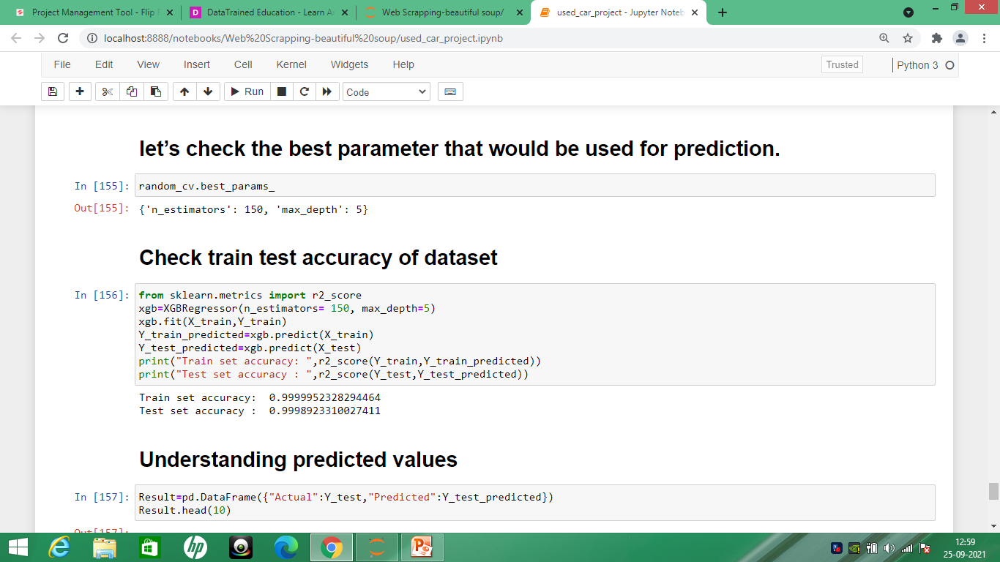 Project Management Tool - Flip
DataTrained Education - Learn
Web Scrapping-beautiful soup/
used_car_project - Jupyter Noteb
localhost:8888/notebooks/Web%20Scrapping-beautiful%20soup/used_car_project.ipynb
File Edit View Insert Cell Kernel Widgets Help Trusted Python 3
Run Code
let’s check the best parameter that would be used for prediction.
In [155]: random_cv.best_params_
Out[155]: {'n_estimators': 150, 'max_depth': 5}
Check train test accuracy of dataset
In [156]: from sklearn.metrics import r2_score
xgb=XGBRegressor(n_estimators= 150, max_depth=5)
xgb.fit(X_train,Y_train)
Y_train_predicted=xgb.predict(X_train)
Y_test_predicted=xgb.predict(X_test)
print("Train set accuracy: ",r2_score(Y_train,Y_train_predicted))
print("Test set accuracy : ",r2_score(Y_test,Y_test_predicted))
Train set accuracy:  0.9999952328294464
Test set accuracy :  0.9998923310027411
Understanding predicted values
In [157]: Result=pd.DataFrame({"Actual":Y_test,"Predicted":Y_test_predicted})
Result.head(10)
Out[157]:
12:59
25-09-2021